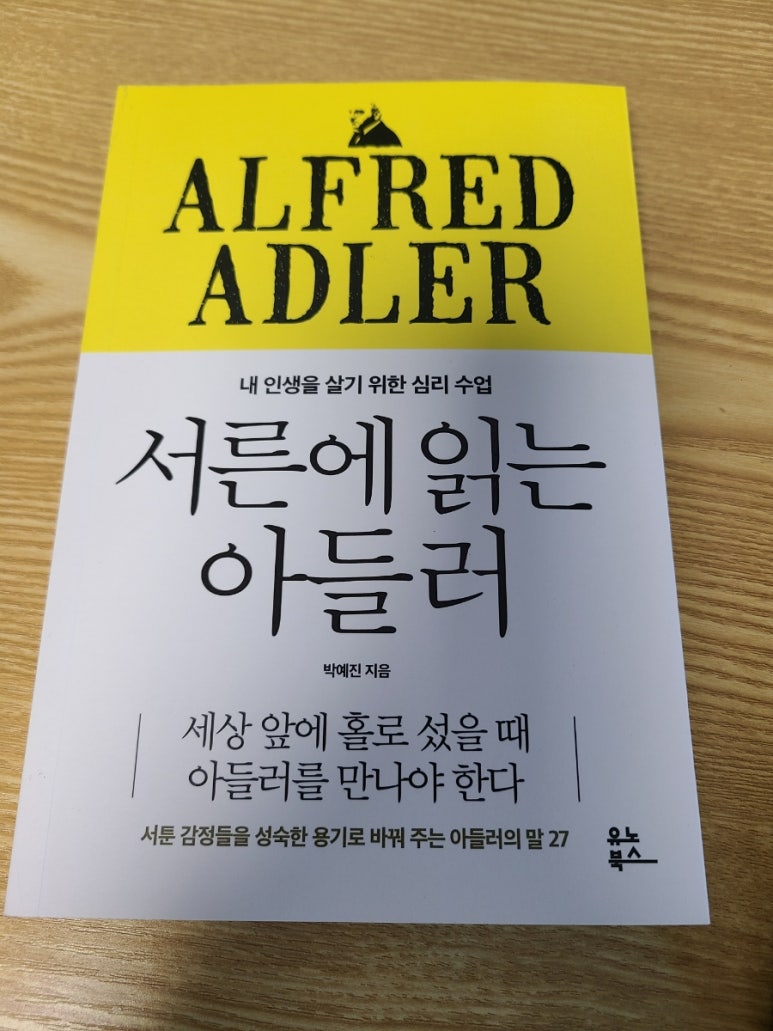 ALFRED
ADLER
내 인생을 살기 위한 심리 수업
서른에 읽는
아들러
박예진 지음
세상 앞에 홀로 섰을 때
아들러를 만나야 한다
서툰 감정들을 성숙한 용기로 바꿔 주는 아들러의 말 27
유노
북스